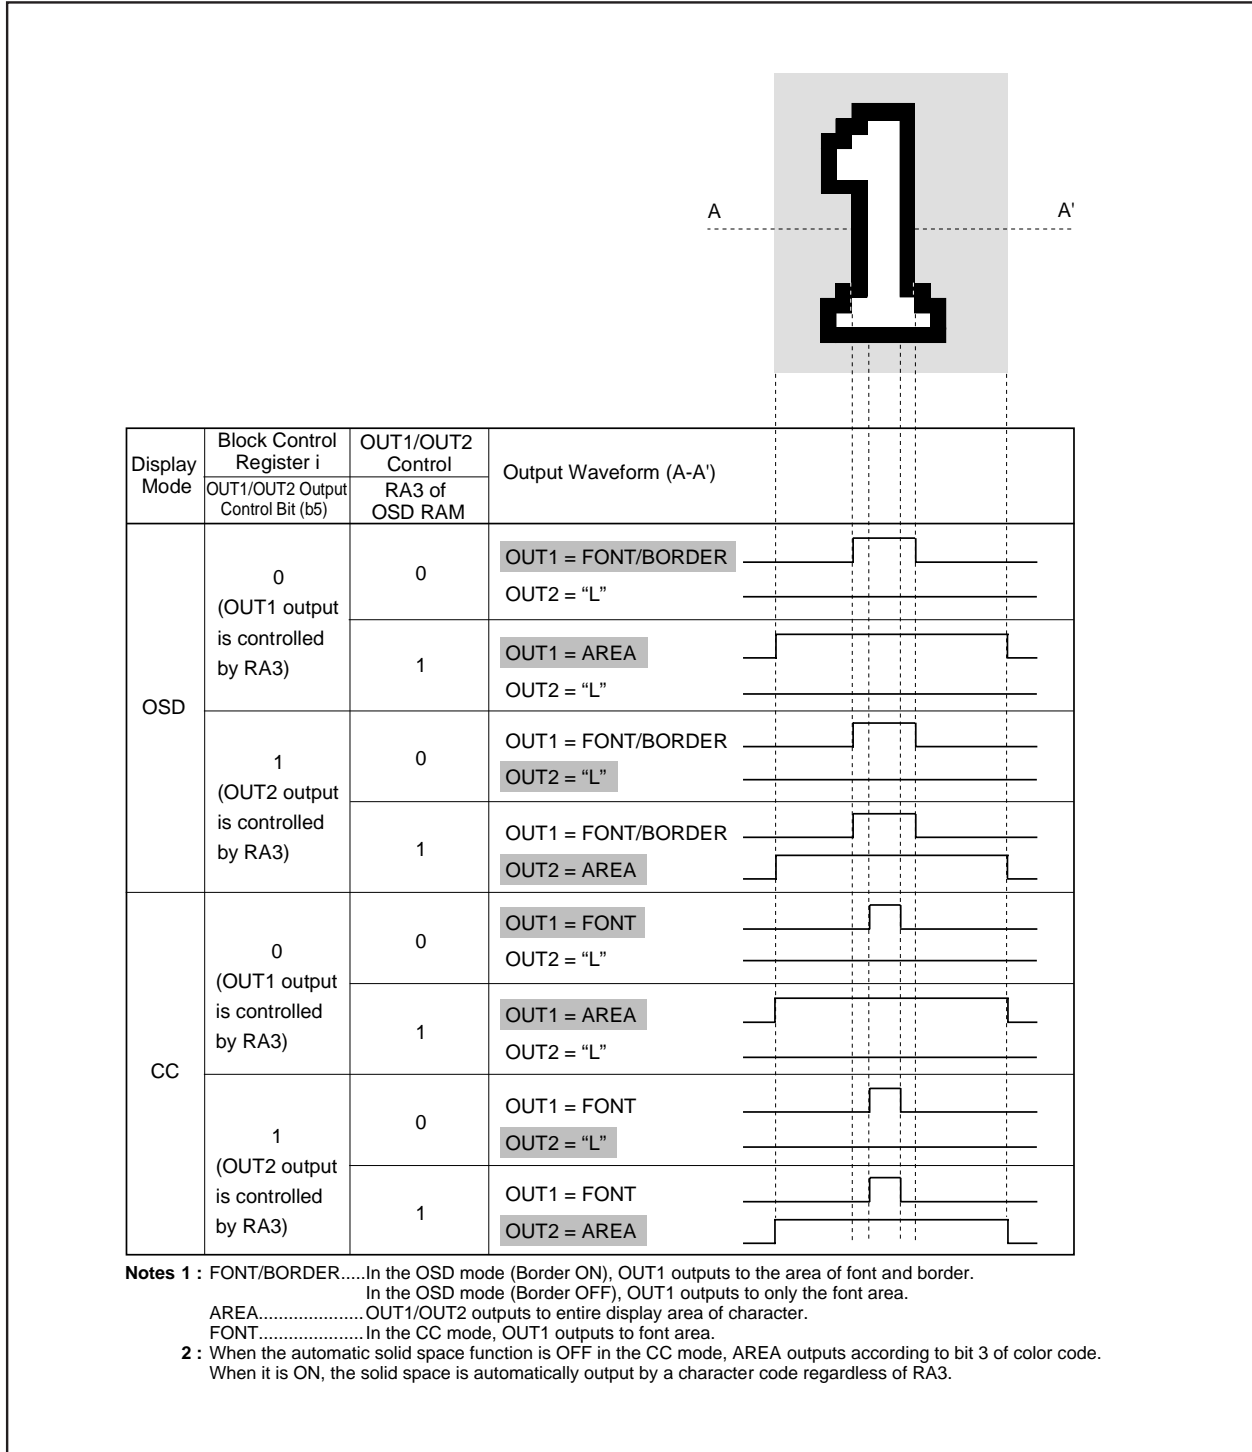 A
A'
Display Mode
Block Control Register i
OUT1/OUT2 Output Control Bit (b5)
OUT1/OUT2 Control
RA3 of OSD RAM
Output Waveform (A-A')
OSD
0
(OUT1 output
is controlled
by RA3)
0
OUT1 = FONT/BORDER
OUT2 = “L”
1
OUT1 = AREA
OUT2 = “L”
1
(OUT2 output
is controlled
by RA3)
0
OUT1 = FONT/BORDER
OUT2 = “L”
1
OUT1 = FONT/BORDER
OUT2 = AREA
CC
0
(OUT1 output
is controlled
by RA3)
0
OUT1 = FONT
OUT2 = “L”
1
OUT1 = AREA
OUT2 = “L”
1
(OUT2 output
is controlled
by RA3)
0
OUT1 = FONT
OUT2 = “L”
1
OUT1 = FONT
OUT2 = AREA
Notes 1 : FONT/BORDER.....In the OSD mode (Border ON), OUT1 outputs to the area of font and border.
In the OSD mode (Border OFF), OUT1 outputs to only the font area.
AREA.....................OUT1/OUT2 outputs to entire display area of character.
FONT.....................In the CC mode, OUT1 outputs to font area.
2 : When the automatic solid space function is OFF in the CC mode, AREA outputs according to bit 3 of color code.
When it is ON, the solid space is automatically output by a character code regardless of RA3.